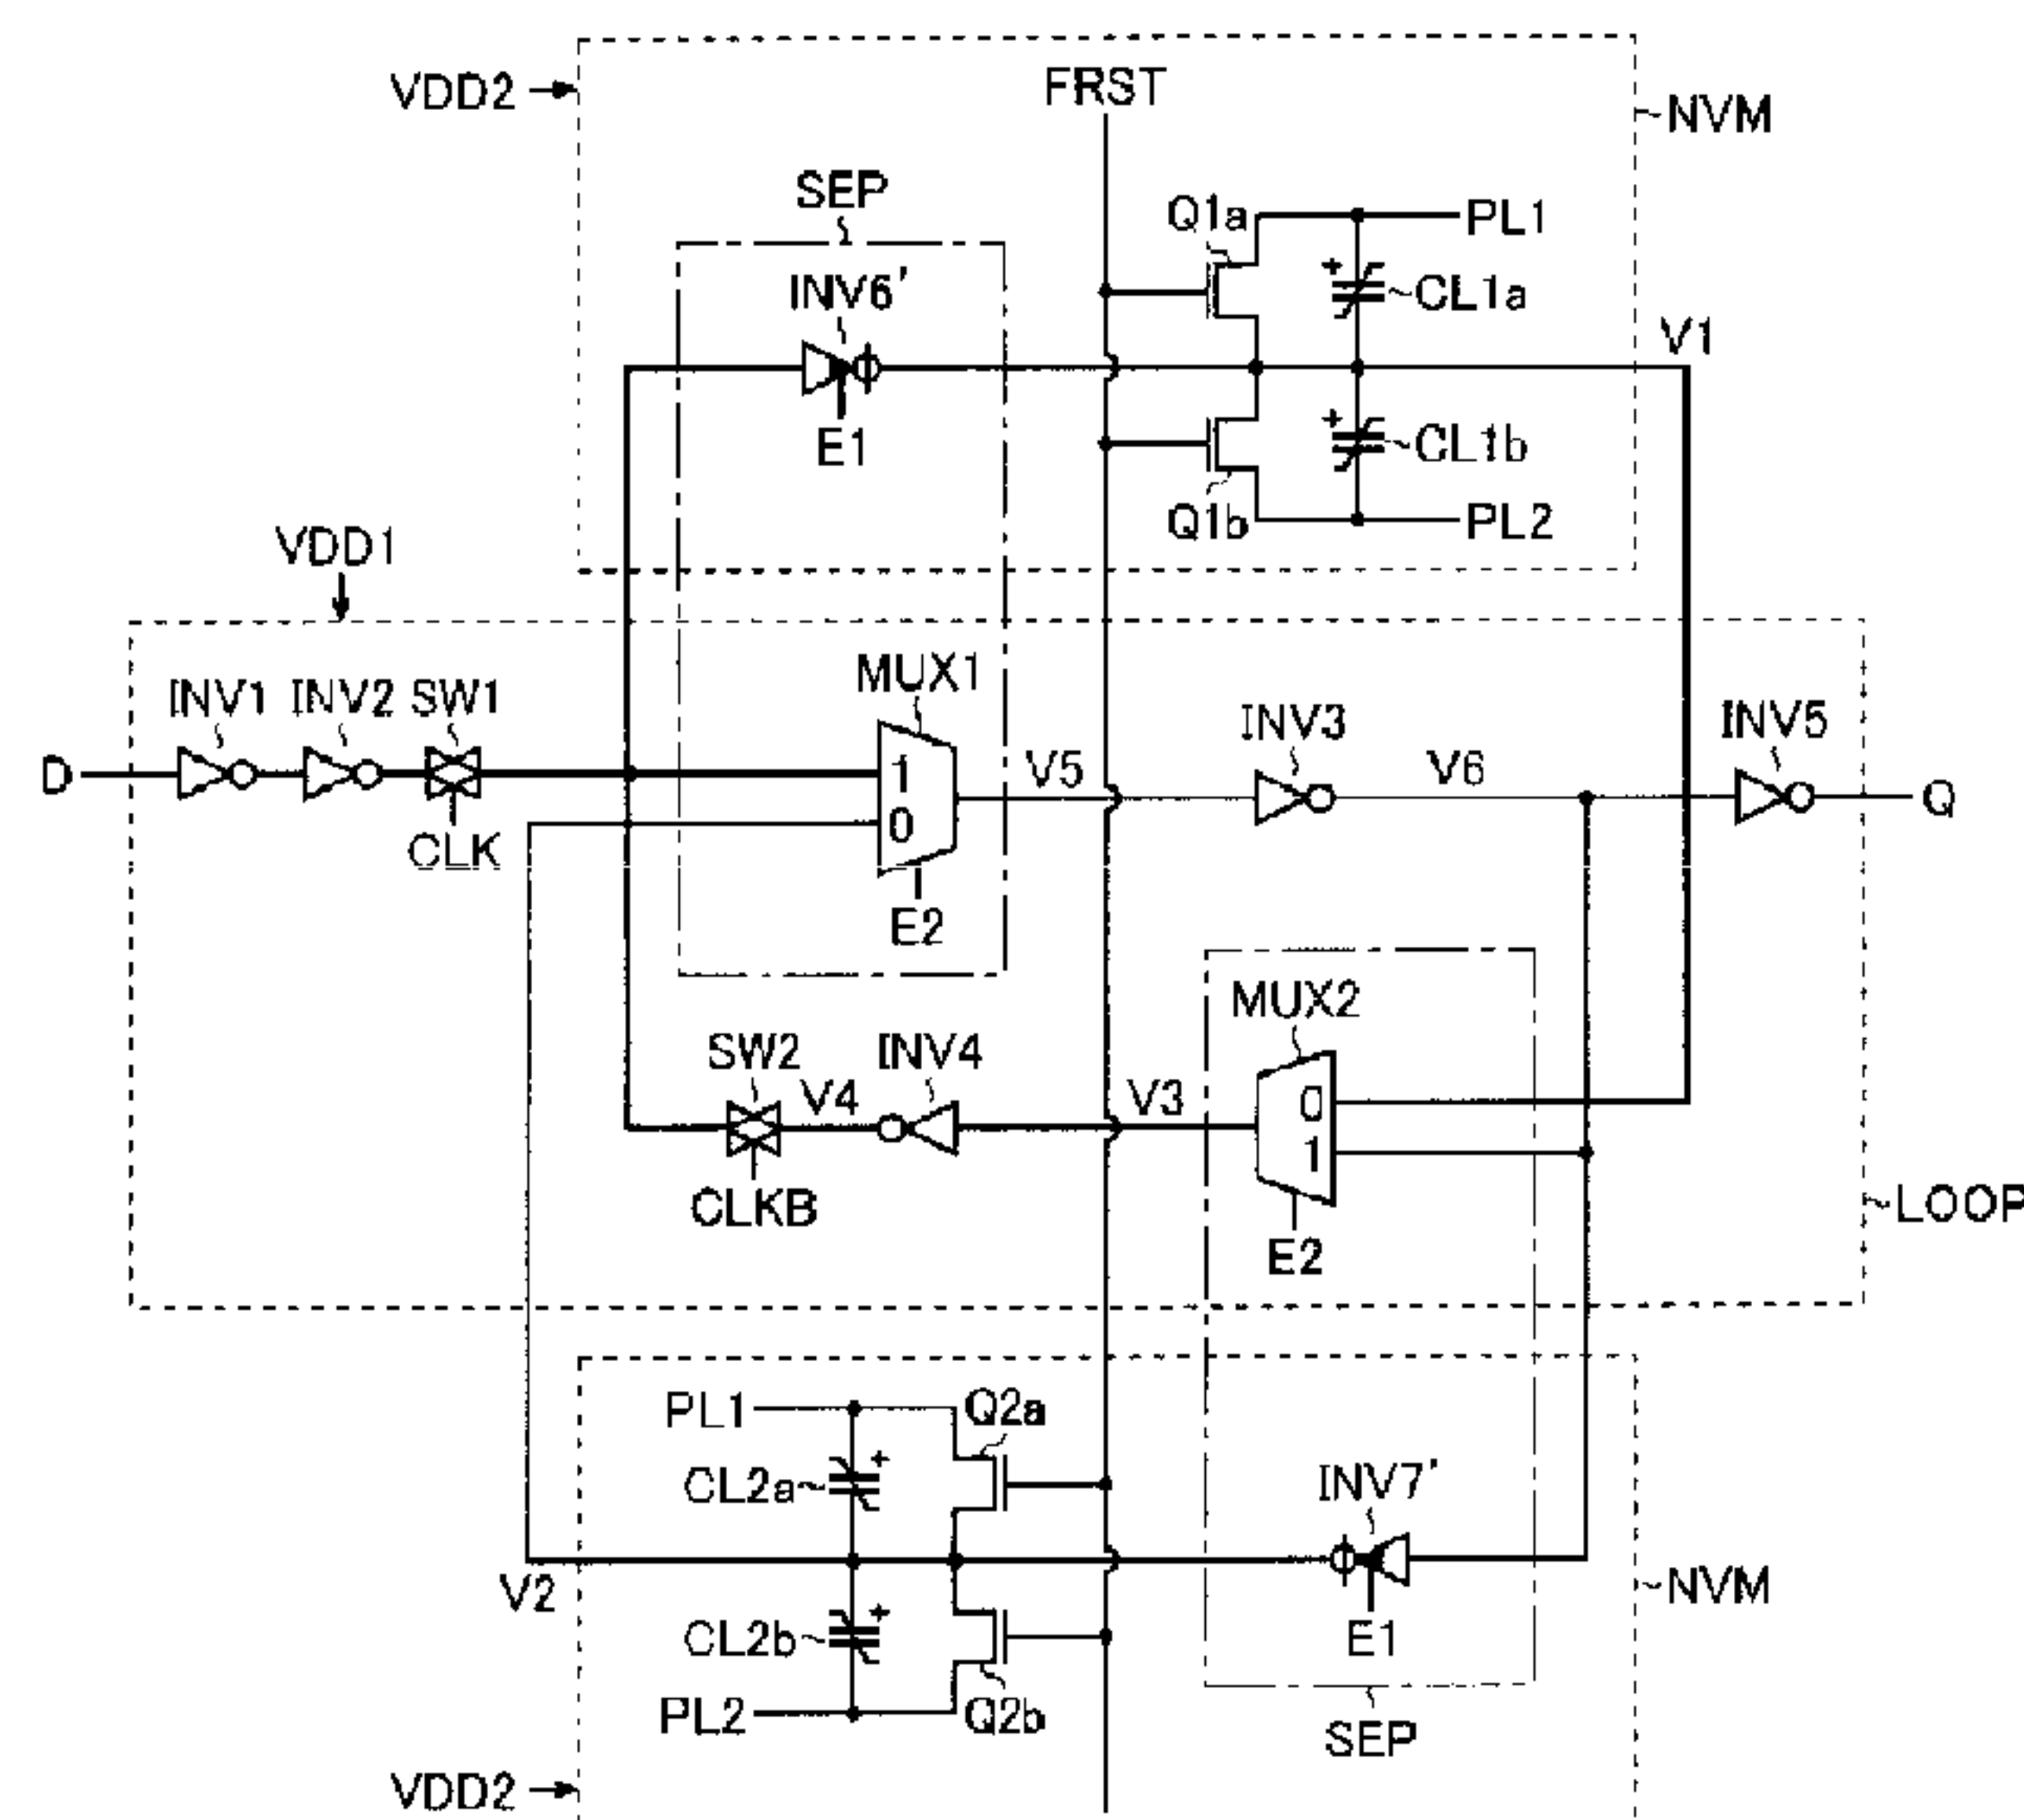 VDD2
FRST
NVM
SEP
Q1a
PL1
INV6'
+
CL1a
V1
E1
+
CL1b
Q1b
PL2
VDD1
MUX1
INV1
INV2
SW1
INV3
INV5
D
1
V5
V6
Q
0
CLK
E2
MUX2
SW2
INV4
V4
V3
0
1
CLKB
LOOP
E2
PL1
Q2a
CL2a
+
INV7'
V2
NVM
CL2b
+
E1
PL2
Q2b
SEP
VDD2